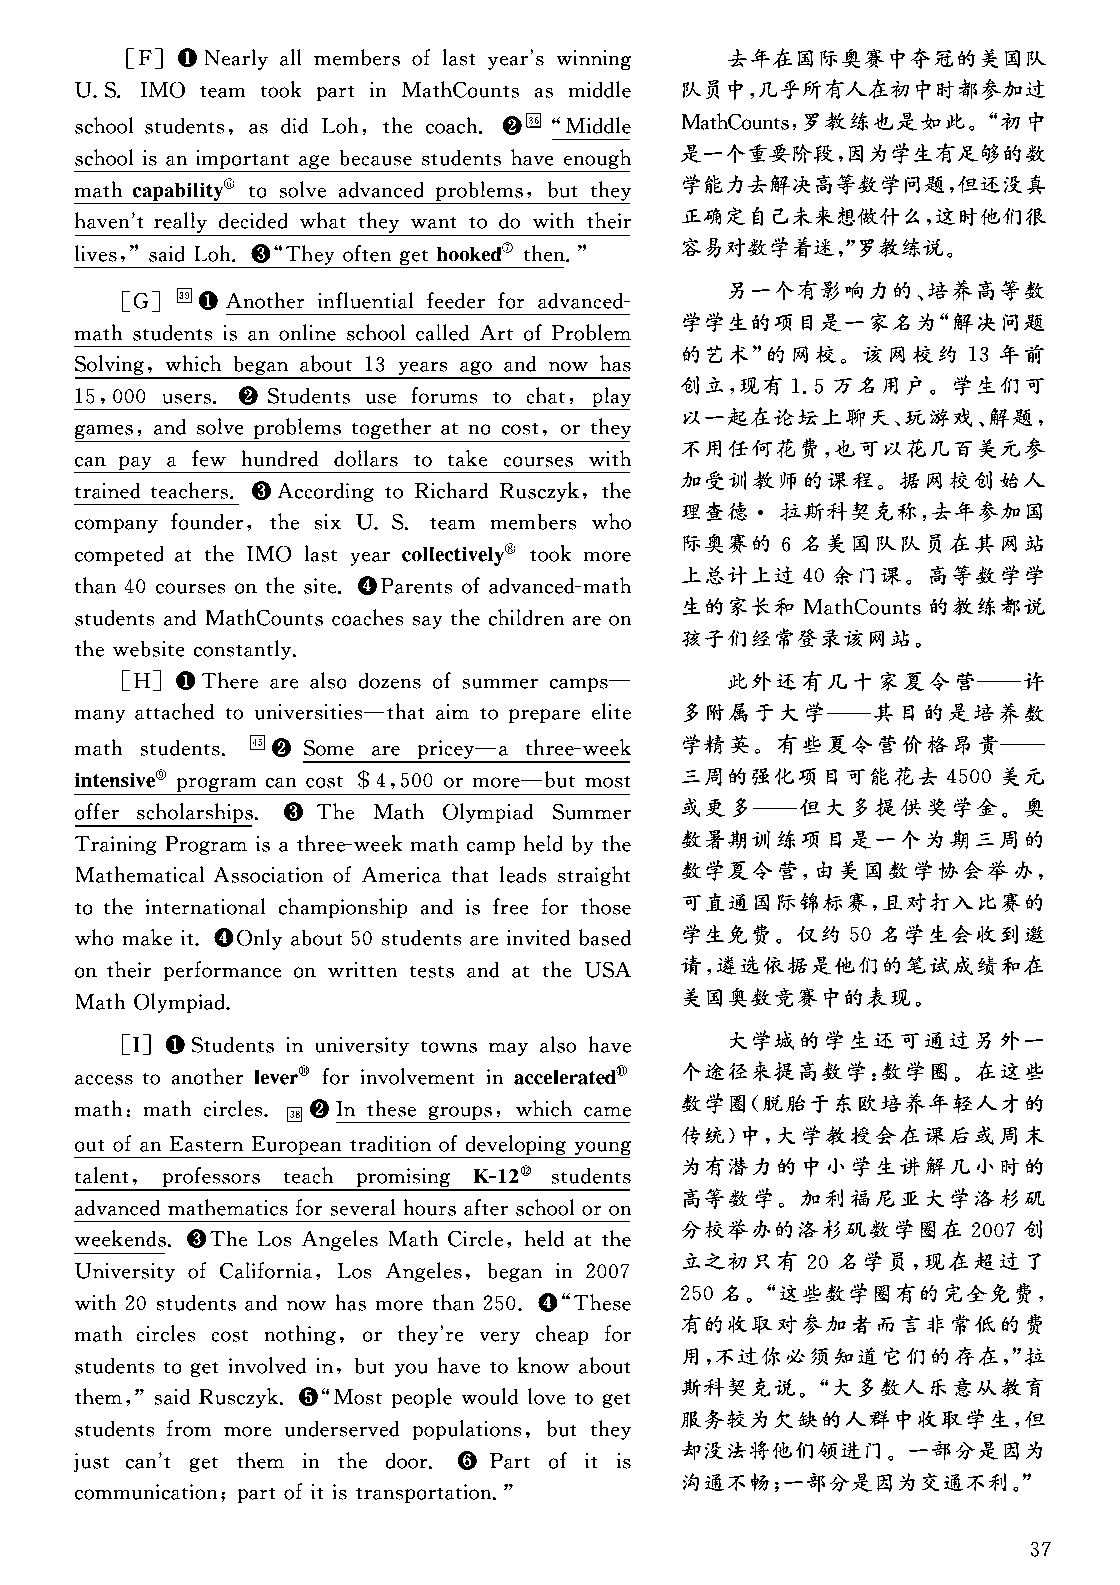 [F] ❶ Nearly all members of last year's winning
U. S. IMO team took part in MathCounts as middle
school students, as did Loh, the coach. ❷[36] “Middle
school is an important age because students have enough
math capability⑥ to solve advanced problems, but they
haven't really decided what they want to do with their
lives,” said Loh. ❸“They often get hooked⑦ then.”
[G] [39]❶ Another influential feeder for advanced-
math students is an online school called Art of Problem
Solving, which began about 13 years ago and now has
15,000 users. ❷ Students use forums to chat, play
games, and solve problems together at no cost, or they
can pay a few hundred dollars to take courses with
trained teachers. ❸ According to Richard Rusczyk, the
company founder, the six U. S. team members who
competed at the IMO last year collectively⑧ took more
than 40 courses on the site. ❹Parents of advanced-math
students and MathCounts coaches say the children are on
the website constantly.
[H] ❶ There are also dozens of summer camps—
many attached to universities—that aim to prepare elite
math students. [43]❷ Some are pricey—a three-week
intensive⑨ program can cost $4,500 or more—but most
offer scholarships. ❸ The Math Olympiad Summer
Training Program is a three-week math camp held by the
Mathematical Association of America that leads straight
to the international championship and is free for those
who make it. ❹Only about 50 students are invited based
on their performance on written tests and at the USA
Math Olympiad.
[I] ❶ Students in university towns may also have
access to another lever⑩ for involvement in accelerated⑪
math: math circles. [38] ❷ In these groups, which came
out of an Eastern European tradition of developing young
talent, professors teach promising K-12⑫ students
advanced mathematics for several hours after school or on
weekends. ❸The Los Angeles Math Circle, held at the
University of California, Los Angeles, began in 2007
with 20 students and now has more than 250. ❹“These
math circles cost nothing, or they're very cheap for
students to get involved in, but you have to know about
them,” said Rusczyk. ❺“Most people would love to get
students from more underserved populations, but they
just can't get them in the door. ❻ Part of it is
communication; part of it is transportation.”
去年在国际奥赛中夺冠的美国队
队员中,几乎所有人在初中时都参加过
MathCounts,罗教练也是如此。“初中
是一个重要阶段,因为学生有足够的数
学能力去解决高等数学问题,但还没真
正确定自己未来想做什么,这时他们很
容易对数学着迷,”罗教练说。
另一个有影响力的、培养高等数
学学生的项目是一家名为“解决问题
的艺术”的网校。该网校约 13 年前
创立,现有 1.5 万名用户。学生们可
以一起在论坛上聊天、玩游戏、解题,
不用任何花费,也可以花几百美元参
加受训教师的课程。据网校创始人
理查德·拉斯科契克称,去年参加国
际奥赛的 6 名美国队队员在其网站
上总计上过 40 余门课。高等数学学
生的家长和 MathCounts 的教练都说
孩子们经常登录该网站。
此外还有几十家夏令营——许
多附属于大学——其目的是培养数
学精英。有些夏令营价格昂贵——
三周的强化项目可能花去 4500 美元
或更多——但大多提供奖学金。奥
数暑期训练项目是一个为期三周的
数学夏令营,由美国数学协会举办,
可直通国际锦标赛,且对打入比赛的
学生免费。仅约 50 名学生会收到邀
请,遴选依据是他们的笔试成绩和在
美国奥数竞赛中的表现。
大学城的学生还可通过另外一
个途径来提高数学:数学圈。在这些
数学圈(脱胎于东欧培养年轻人才的
传统)中,大学教授会在课后或周末
为有潜力的中小学生讲解几小时的
高等数学。加利福尼亚大学洛杉矶
分校举办的洛杉矶数学圈在 2007 创
立之初只有 20 名学员,现在超过了
250 名。“这些数学圈有的完全免费,
有的收取对参加者而言非常低的费
用,不过你必须知道它们的存在,”拉
斯科契克说。“大多数人乐意从教育
服务较为欠缺的人群中收取学生,但
却没法将他们领进门。一部分是因为
沟通不畅;一部分是因为交通不利。”
37